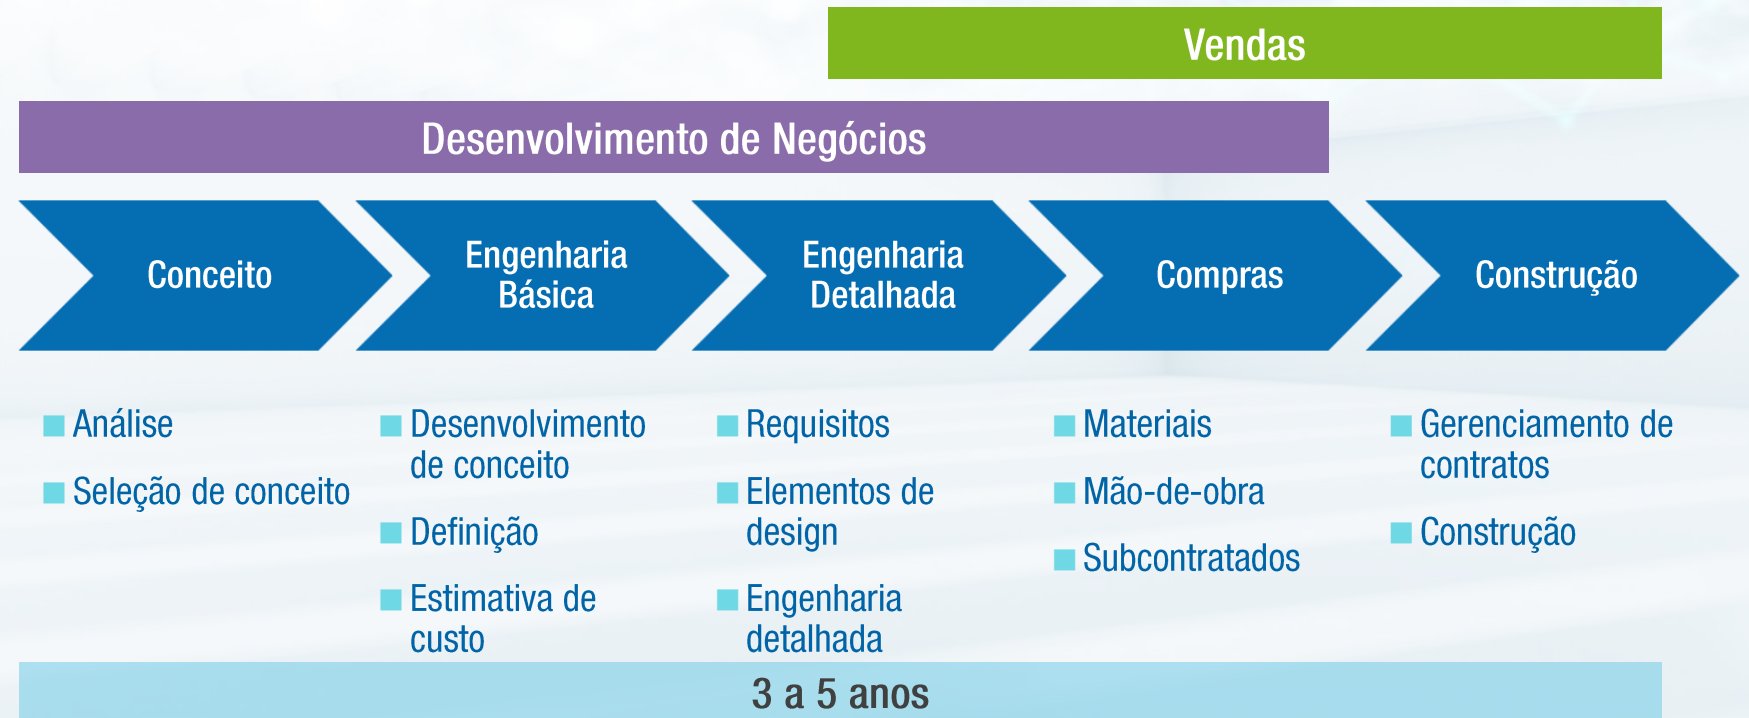 Vendas
Desenvolvimento de Negócios
Conceito
Engenharia
Básica
Engenharia
Detalhada
Compras
Construção
Análise
Seleção de conceito
Desenvolvimento
de conceito
Definição
Estimativa de
custo
Requisitos
Elementos de
design
Engenharia
detalhada
Materiais
Mão-de-obra
Subcontratados
Gerenciamento de
contratos
Construção
3 a 5 anos